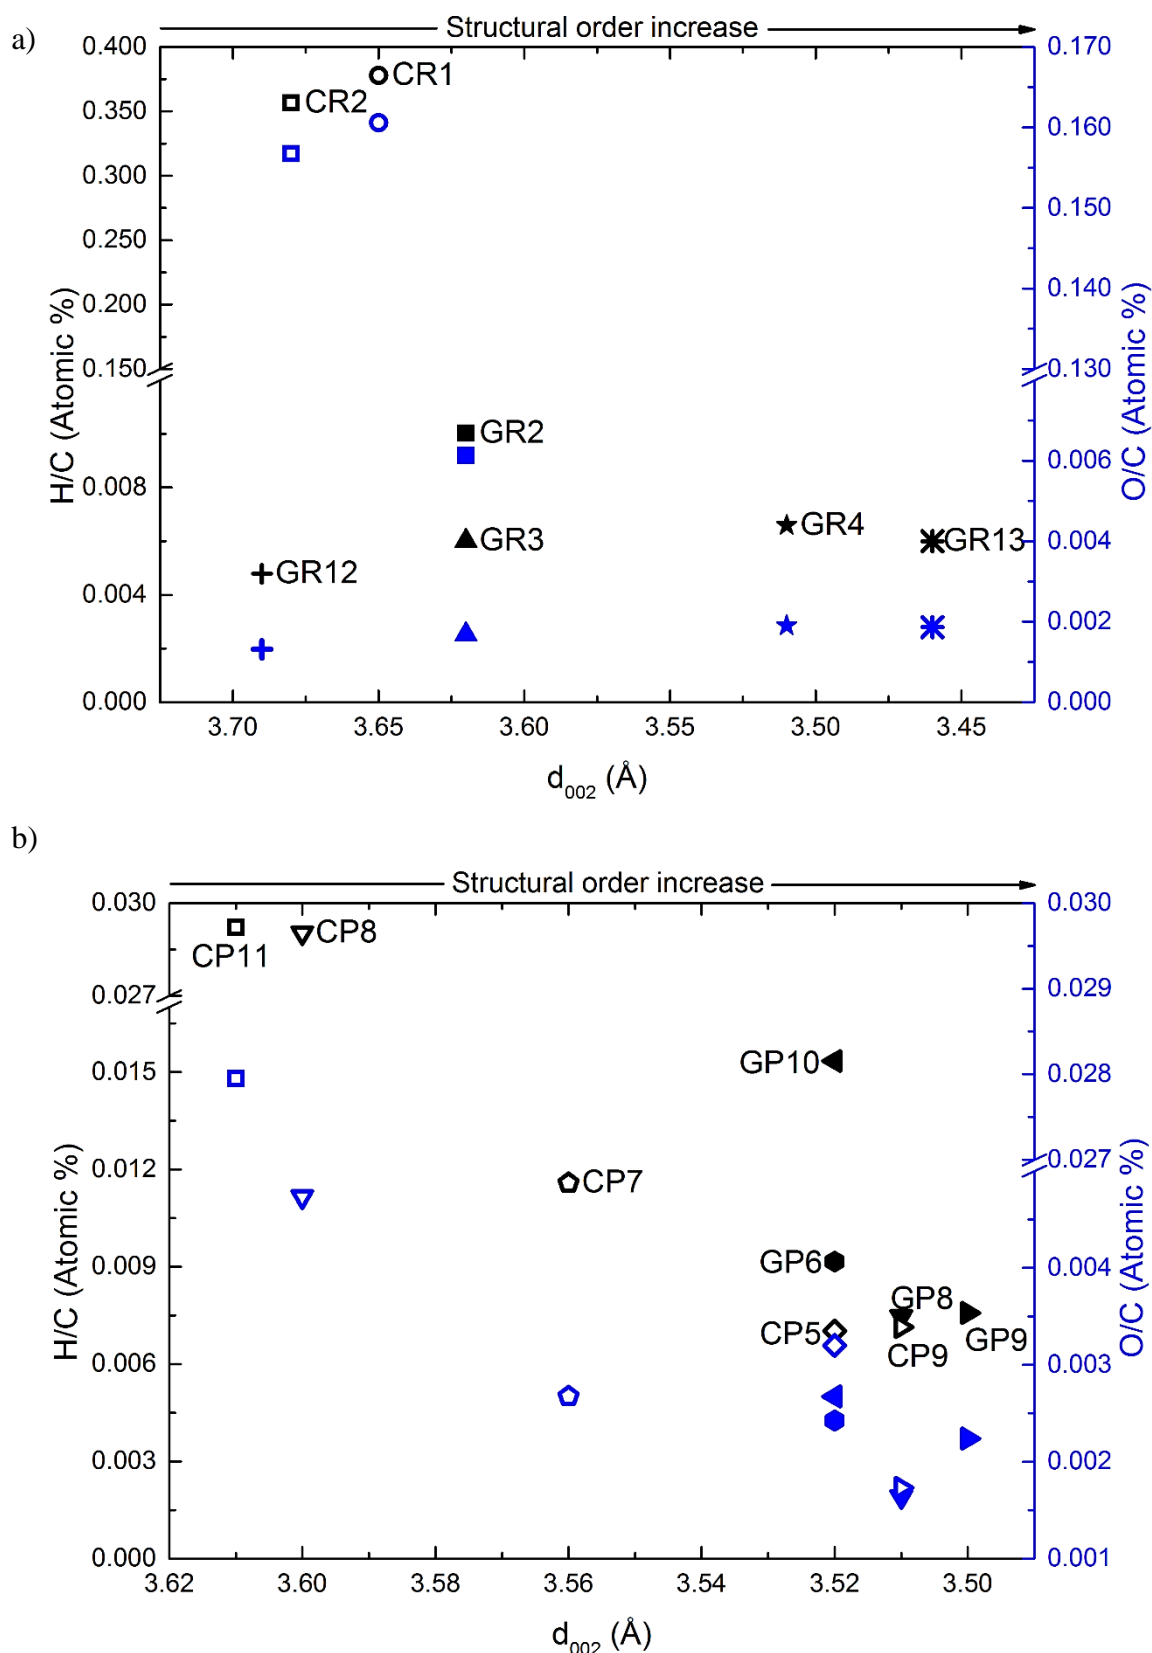 a)
Structural order increase
0.400
0.350
0.300
0.250
0.200
0.150
0.008
0.004
0.000
H/C (Atomic %)
0.170
0.160
0.150
0.140
0.130
0.006
0.004
0.002
0.000
O/C (Atomic %)
CR1
CR2
GR2
GR3
GR4
GR13
GR12
3.70 3.65 3.60 3.55 3.50 3.45
d002 (Å)
b)
Structural order increase
0.030
0.027
0.015
0.012
0.009
0.006
0.003
0.000
H/C (Atomic %)
0.030
0.029
0.028
0.027
0.004
0.003
0.002
0.001
O/C (Atomic %)
CP11
CP8
GP10
CP7
GP6
GP8
CP5
CP9
GP9
3.62 3.60 3.58 3.56 3.54 3.52 3.50
d002 (Å)